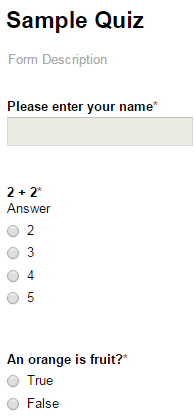 Sample Quiz
Form Description
Please enter your name*
2 + 2*
Answer
2
3
4
5
An orange is fruit?*
True
False